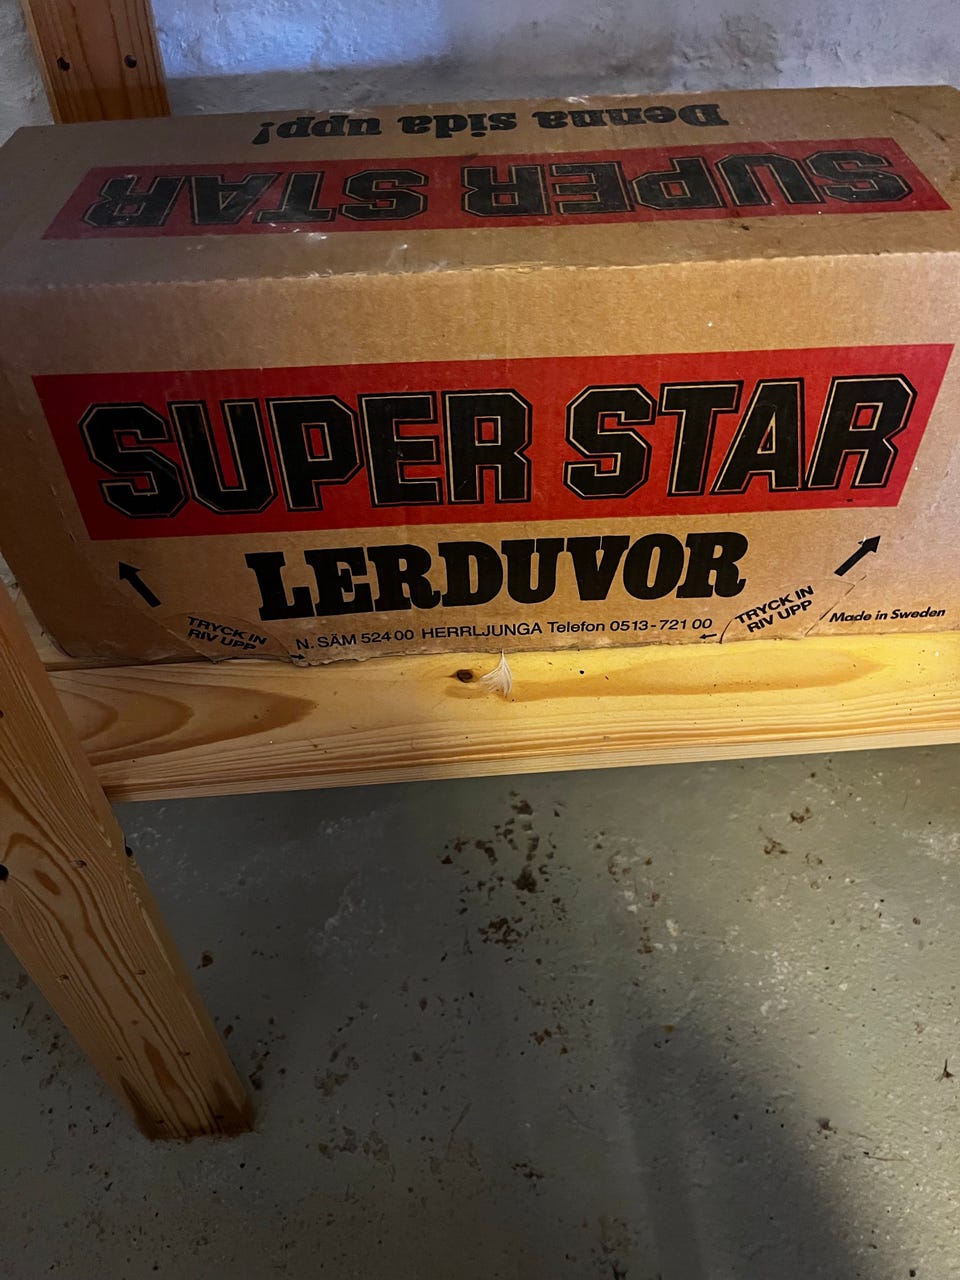 Denna sida upp!
SUPER STAR
SUPER STAR
LERDUVOR
TRYCK IN
RIV UPP
N. SÄM 524 00 HERRLJUNGA Telefon 0513-721 00
TRYCK IN
RIV UPP
Made in Sweden